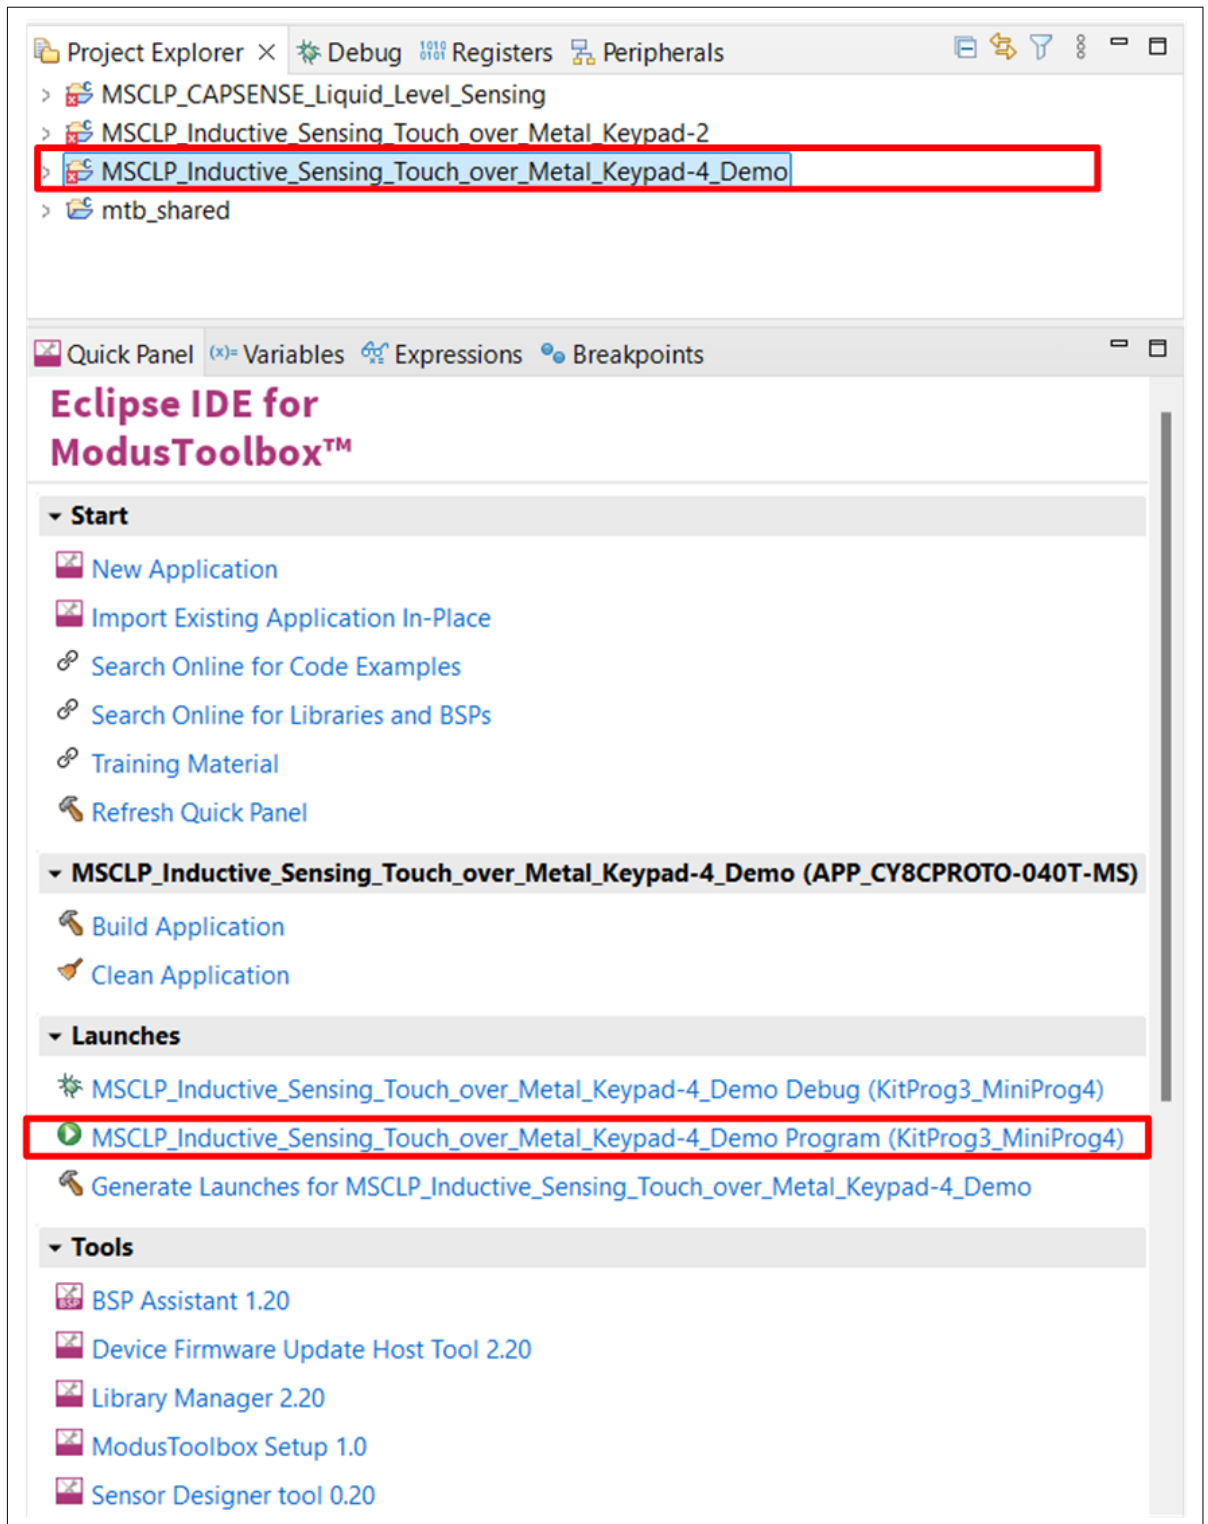 Project Explorer Debug Registers Peripherals
MSCLP_CAPSENSE_Liquid_Level_Sensing
MSCLP_Inductive_Sensing_Touch_over_Metal_Keypad-2
MSCLP_Inductive_Sensing_Touch_over_Metal_Keypad-4_Demo
mtb_shared
Quick Panel (x)= Variables Expressions Breakpoints
Eclipse IDE for
ModusToolbox™
Start
New Application
Import Existing Application In-Place
Search Online for Code Examples
Search Online for Libraries and BSPs
Training Material
Refresh Quick Panel
MSCLP_Inductive_Sensing_Touch_over_Metal_Keypad-4_Demo (APP_CY8CPROTO-040T-MS)
Build Application
Clean Application
Launches
MSCLP_Inductive_Sensing_Touch_over_Metal_Keypad-4_Demo Debug (KitProg3_MiniProg4)
MSCLP_Inductive_Sensing_Touch_over_Metal_Keypad-4_Demo Program (KitProg3_MiniProg4)
Generate Launches for MSCLP_Inductive_Sensing_Touch_over_Metal_Keypad-4_Demo
Tools
BSP Assistant 1.20
Device Firmware Update Host Tool 2.20
Library Manager 2.20
ModusToolbox Setup 1.0
Sensor Designer tool 0.20